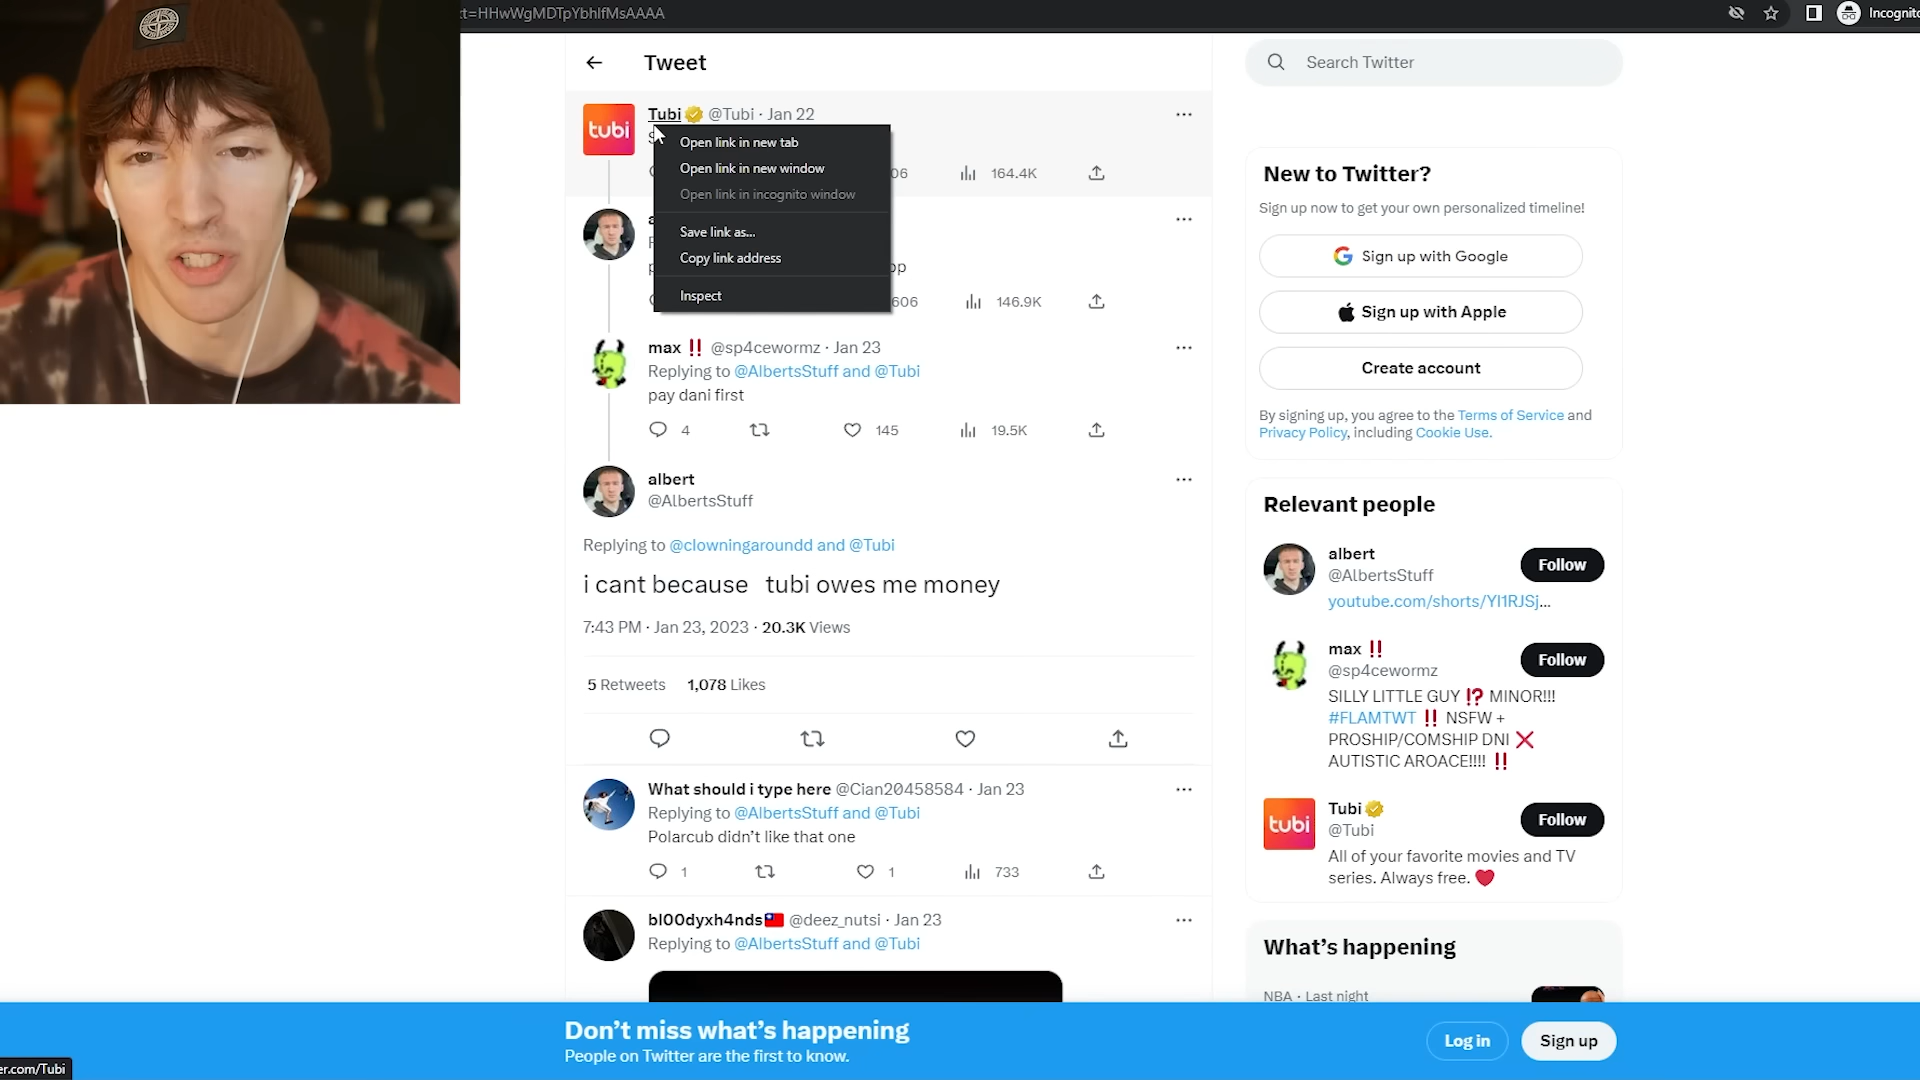 ct=HHwWgMDTpYbhIfMsAAAA
Incognito
Tweet
Search Twitter
tubi
Tubi @Tubi · Jan 22
Open link in new tab
Open link in new window
Open link in incognito window
Save link as...
Copy link address
Inspect
164.4K
606
146.9K
max ‼ @sp4cewormz · Jan 23
Replying to @AlbertsStuff and @Tubi
pay dani first
4
145
19.5K
albert
@AlbertsStuff
Replying to @clowningaroundd and @Tubi
i cant because tubi owes me money
7:43 PM · Jan 23, 2023 · 20.3K Views
5 Retweets 1,078 Likes
What should i type here @Cian20458584 · Jan 23
Replying to @AlbertsStuff and @Tubi
Polarcub didn’t like that one
1
1
733
bl00dyxh4nds🇹🇼 @deez_nutsi · Jan 23
Replying to @AlbertsStuff and @Tubi
New to Twitter?
Sign up now to get your own personalized timeline!
Sign up with Google
Sign up with Apple
Create account
By signing up, you agree to the Terms of Service and
Privacy Policy, including Cookie Use.
Relevant people
albert
@AlbertsStuff
Follow
youtube.com/shorts/YI1RJSj...
max ‼
@sp4cewormz
Follow
SILLY LITTLE GUY ⁉ MINOR!!!
#FLAMTWT ‼ NSFW +
PROSHIP/COMSHIP DNI ❌
AUTISTIC AROACE!!!! ‼
tubi
Tubi
@Tubi
Follow
All of your favorite movies and TV
series. Always free. ❤
What’s happening
NBA · Last night
Don’t miss what’s happening
People on Twitter are the first to know.
Log in
Sign up
er.com/Tubi